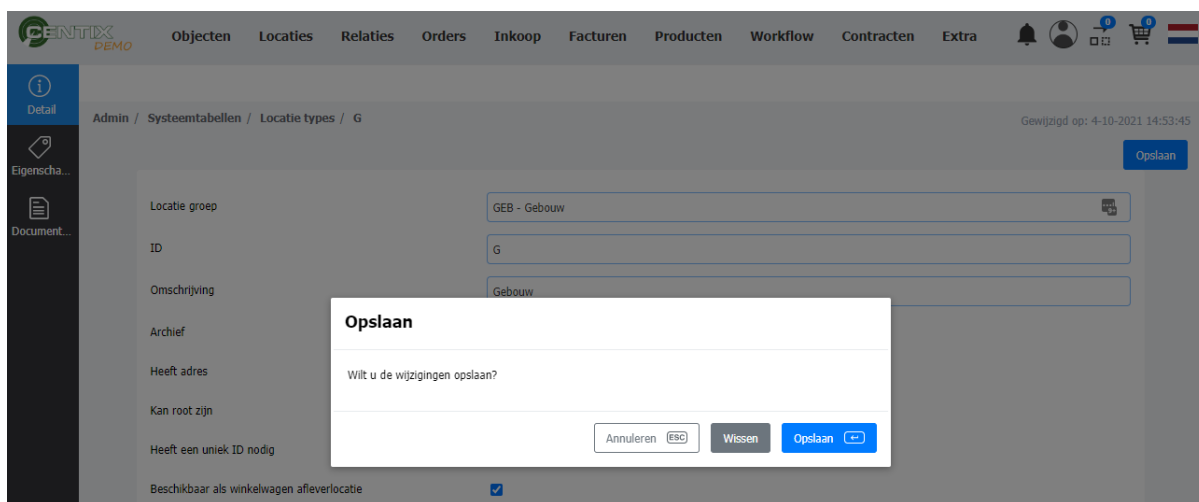 CENTIX
DEMO
Objecten Locaties Relaties Orders Inkoop Facturen Producten Workflow Contracten Extra 0 0
Detail
Admin / Systeemtabellen / Locatie types / G
Gewijzigd op: 4-10-2021 14:53:45
Opslaan
Eigenscha...
Document...
Locatie groep GEB - Gebouw
ID G
Omschrijving Gebouw
Archief
Heeft adres
Kan root zijn
Heeft een uniek ID nodig
Beschikbaar als winkelwagen afleverlocatie
Opslaan
Wilt u de wijzigingen opslaan?
Annuleren ESC Wissen Opslaan